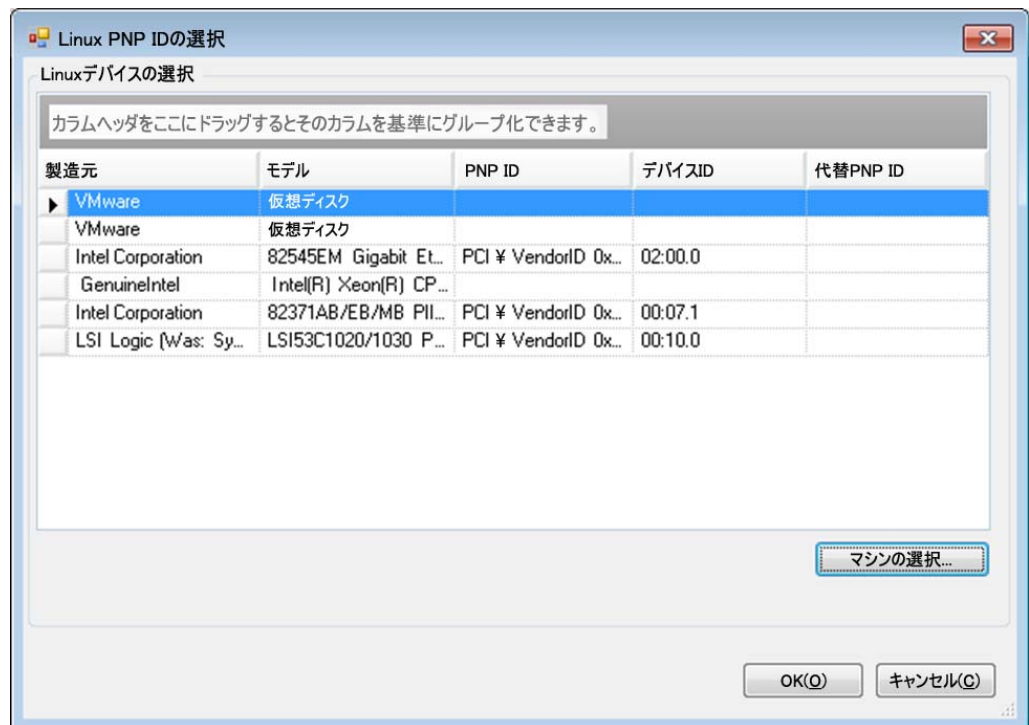 Linux PNP IDの選択
Linuxデバイスの選択
カラムヘッダをここにドラッグするとそのカラムを基準にグループ化できます。
製造元 モデル PNP ID デバイスID 代替PNP ID
VMware 仮想ディスク
VMware 仮想ディスク
Intel Corporation 82545EM Gigabit Et... PCI ¥ VendorID 0x... 02:00.0
GenuineIntel Intel(R) Xeon(R) CP...
Intel Corporation 82371AB/EB/MB PII... PCI ¥ VendorID 0x... 00:07.1
LSI Logic (Was: Sy... LSI53C1020/1030 P... PCI ¥ VendorID 0x... 00:10.0
マシンの選択...
OK(O) キャンセル(C)